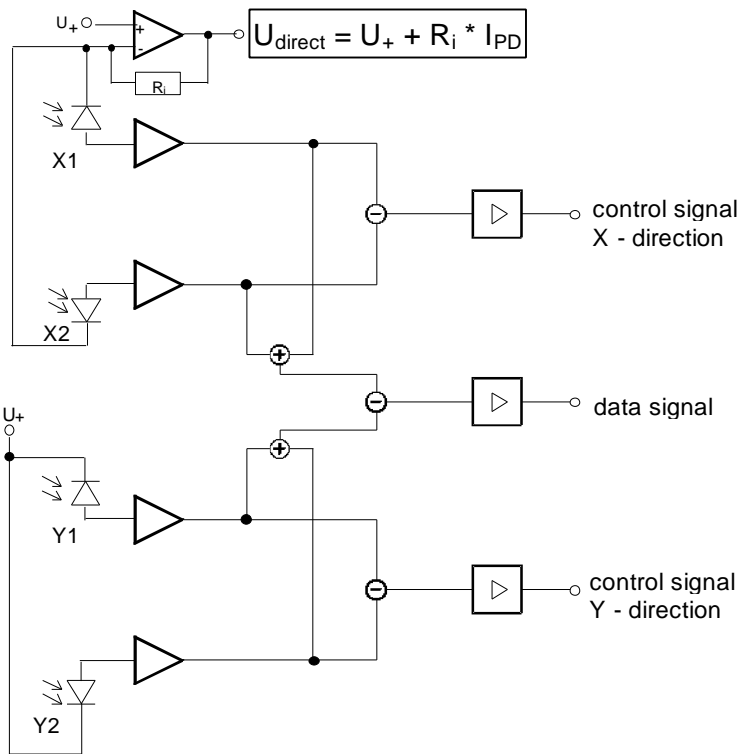 U+
+
-
Udirect = U+ + Ri * IPD
Ri
X1
control signal
X - direction
X2
data signal
U+
Y1
control signal
Y - direction
Y2